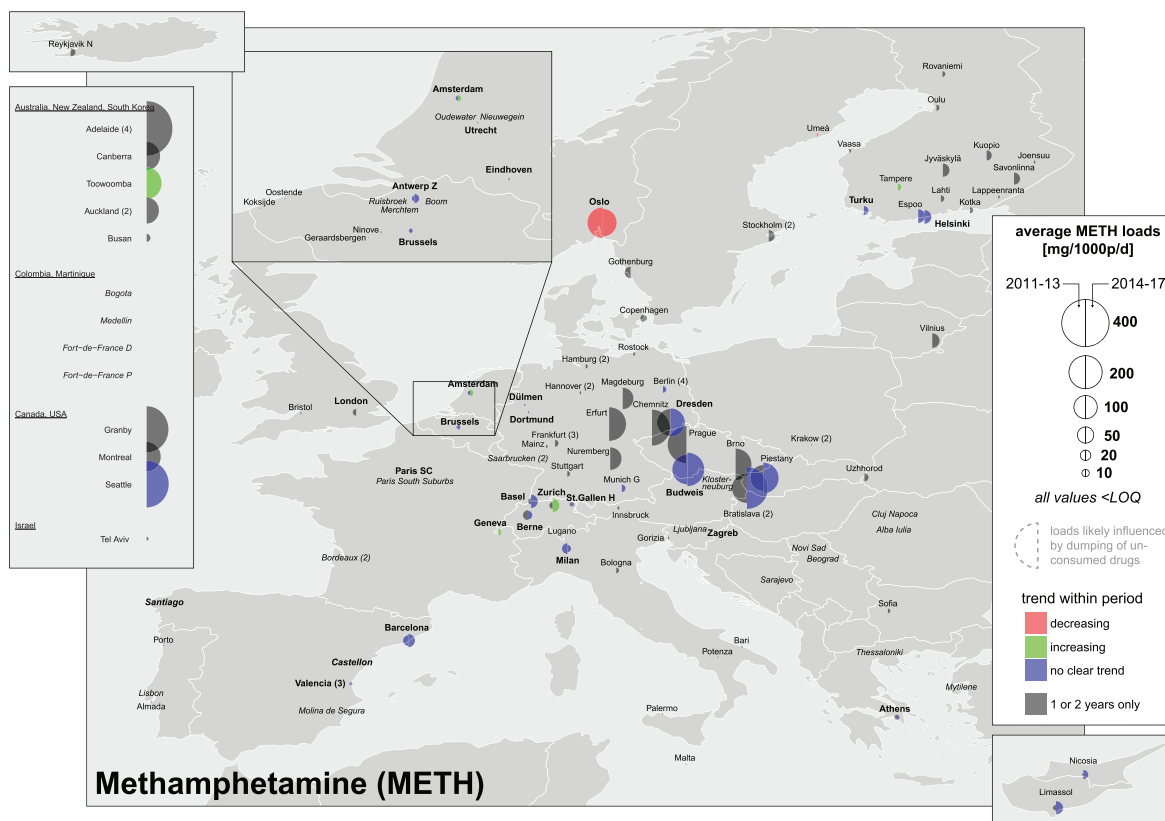 Reykjavik N
Australia, New Zealand, South Korea
Adelaide (4)
Canberra
Toowoomba
Auckland (2)
Busan
Colombia, Martinique
Bogota
Medellin
Fort-de-France D
Fort-de-France P
Canada, USA
Granby
Montreal
Seattle
Israel
Tel Aviv
Amsterdam
Oudewater Nieuwegein
Utrecht
Eindhoven
Antwerp Z
Oostende
Koksijde
Ruisbroek Boom
Merchtem
Ninove
Geraardsbergen
Brussels
Rovaniemi
Oulu
Umeå
Vaasa
Kuopio
Jyväskylä
Joensuu
Savonlinna
Tampere
Lahti
Lappeenranta
Turku
Espoo
Kotka
Helsinki
Oslo
Stockholm (2)
Gothenburg
Copenhagen
Vilnius
Rostock
Hamburg (2)
Hannover (2)
Magdeburg
Berlin (4)
Amsterdam
Dülmen
Bristol
London
Brussels
Dortmund
Erfurt
Chemnitz
Dresden
Frankfurt (3)
Mainz
Prague
Nuremberg
Brno
Krakow (2)
Saarbrucken (2)
Stuttgart
Piestany
Paris SC
Paris South Suburbs
Munich G
Budweis
Kloster-
neuburg
Uzhhorod
Basel
Zurich
St.Gallen H
Innsbruck
Bratislava (2)
Geneva
Berne
Lugano
Gorizia
Ljubljana
Zagreb
Cluj Napoca
Alba Iulia
Bordeaux (2)
Milan
Bologna
Novi Sad
Beograd
Sarajevo
Santiago
Porto
Barcelona
Sofia
Castellon
Bari
Potenza
Thessaloniki
Valencia (3)
Lisbon
Almada
Molina de Segura
Palermo
Mytilene
Athens
Malta
Methamphetamine (METH)
average METH loads
[mg/1000p/d]
2011-13
2014-17
400
200
100
50
20
10
all values <LOQ
loads likely influenced
by dumping of un-
consumed drugs
trend within period
decreasing
increasing
no clear trend
1 or 2 years only
Nicosia
Limassol